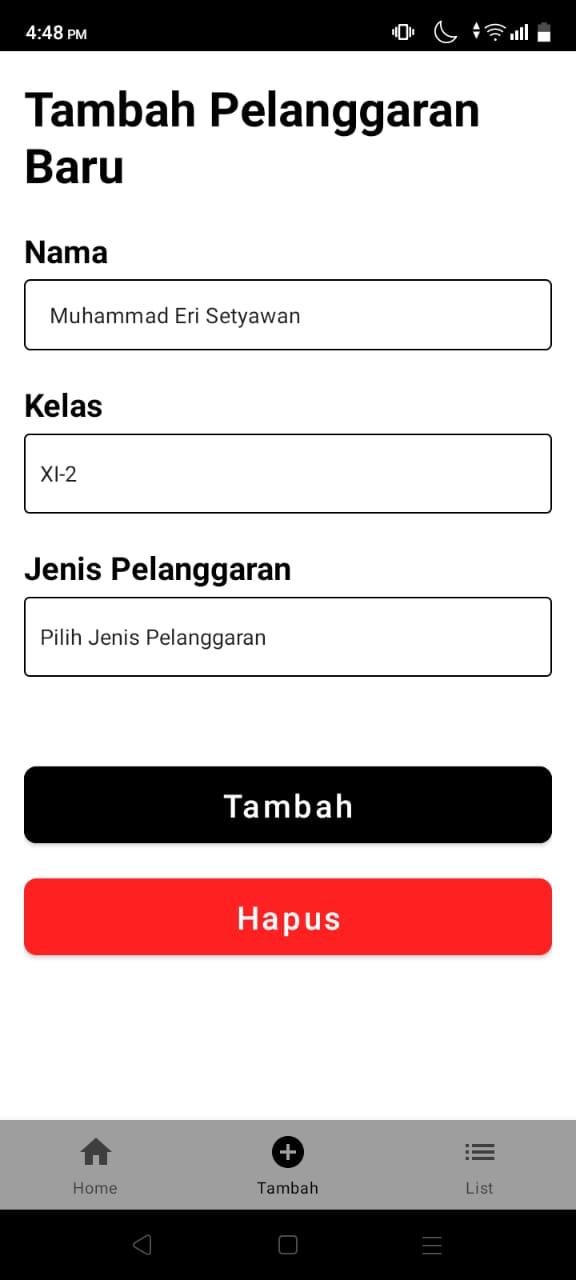 4:48 PM
Tambah Pelanggaran
Baru
Nama
Muhammad Eri Setyawan
Kelas
XI-2
Jenis Pelanggaran
Pilih Jenis Pelanggaran
Tambah
Hapus
Home
Tambah
List